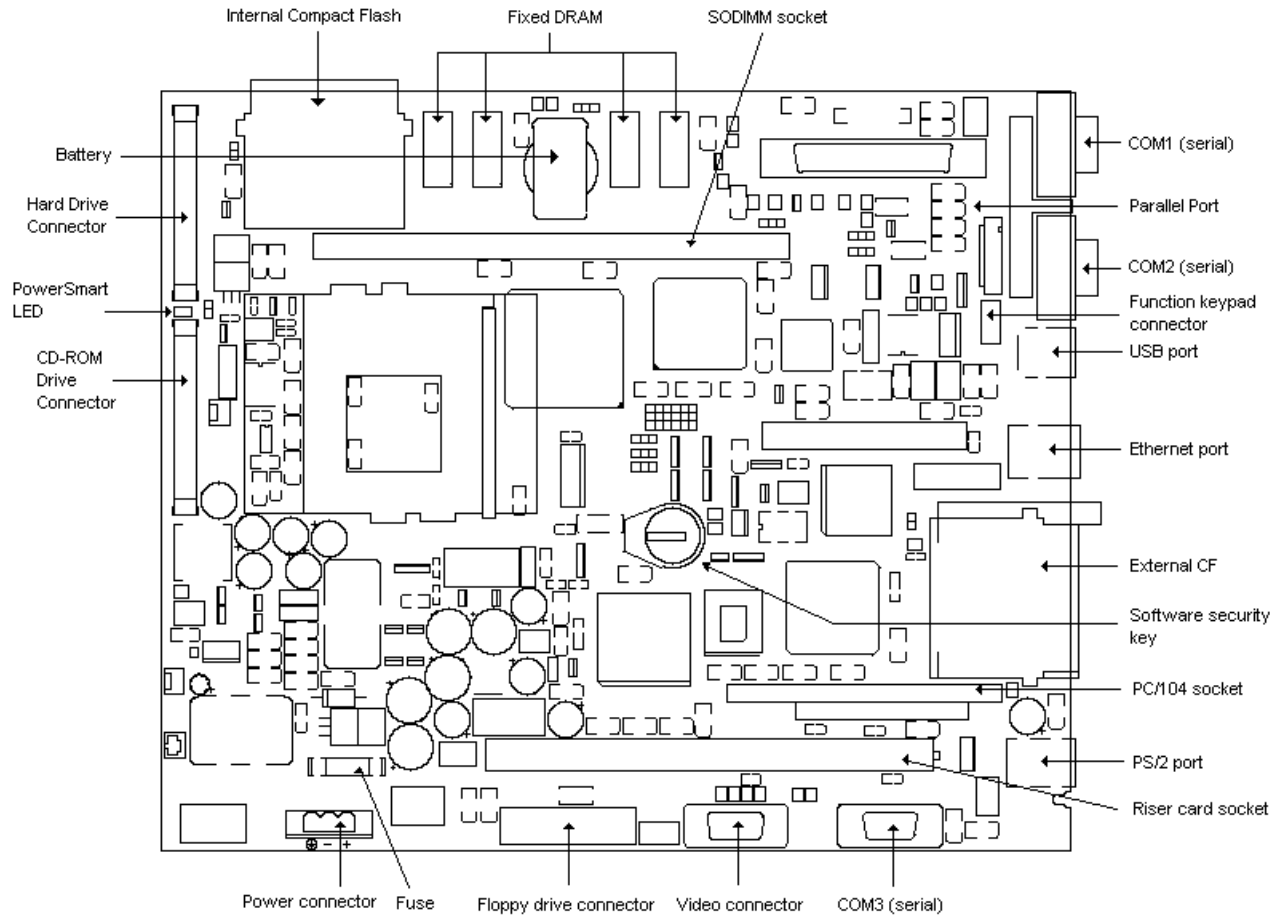 Internal Compact Flash
Fixed DRAM
SODIMM socket
Battery
COM1 (serial)
Hard Drive
Connector
Parallel Port
COM2 (serial)
PowerSmart
LED
Function keypad
connector
CD-ROM
Drive
Connector
USB port
Ethernet port
External CF
Software security
key
PC/104 socket
PS/2 port
Riser card socket
- +
Power connector
Fuse
Floppy drive connector
Video connector
COM3 (serial)